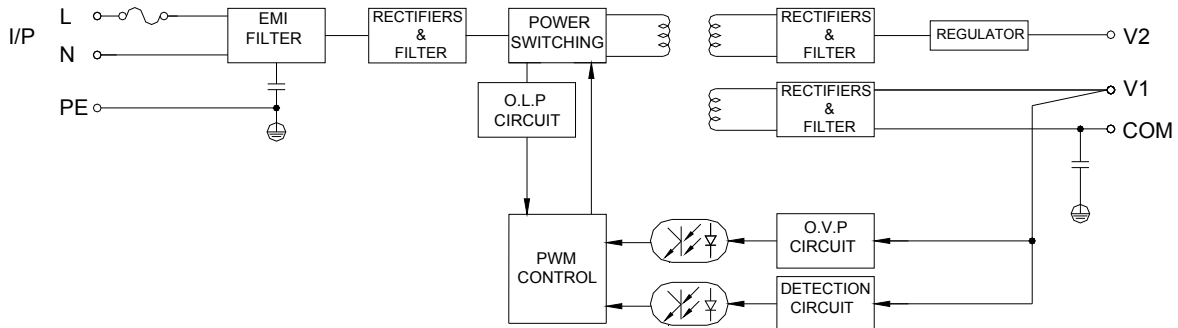 I/P
L
N
PE
EMI
FILTER
RECTIFIERS
&
FILTER
POWER
SWITCHING
O.L.P
CIRCUIT
PWM
CONTROL
RECTIFIERS
&
FILTER
REGULATOR
V2
RECTIFIERS
&
FILTER
V1
COM
O.V.P
CIRCUIT
DETECTION
CIRCUIT